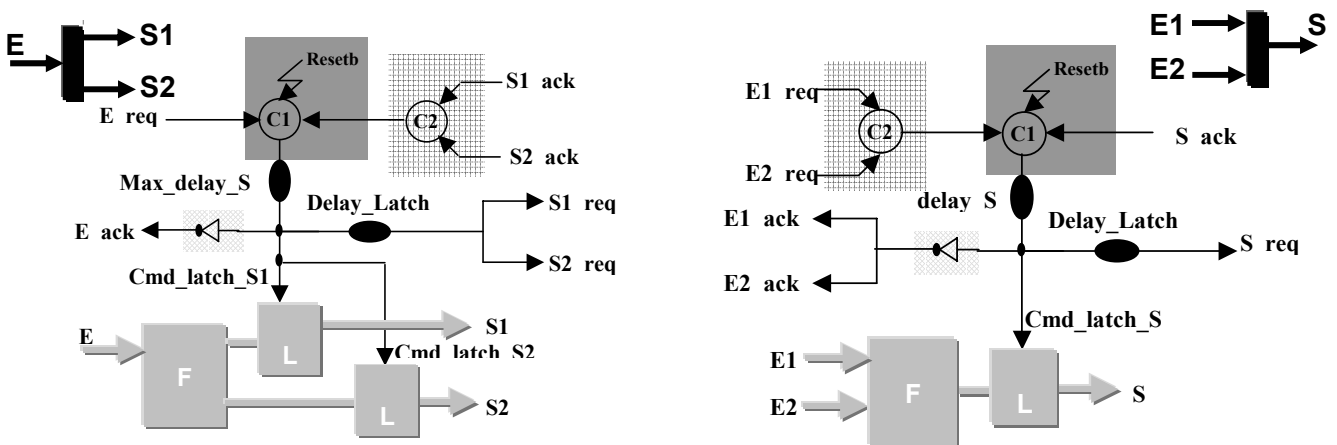 E
S1
S2
Resetb
S1 ack
E req
C1
C2
S2 ack
Max_delay_S
Delay_Latch
S1 req
E ack
S2 req
Cmd_latch_S1
E
F
L
S1
Cmd_latch_S2
L
S2
E1
S
E2
Resetb
E1 req
C2
C1
S ack
E2 req
delay S
E1 ack
Delay_Latch
S req
E2 ack
Cmd_latch_S
E1
F
L
S
E2